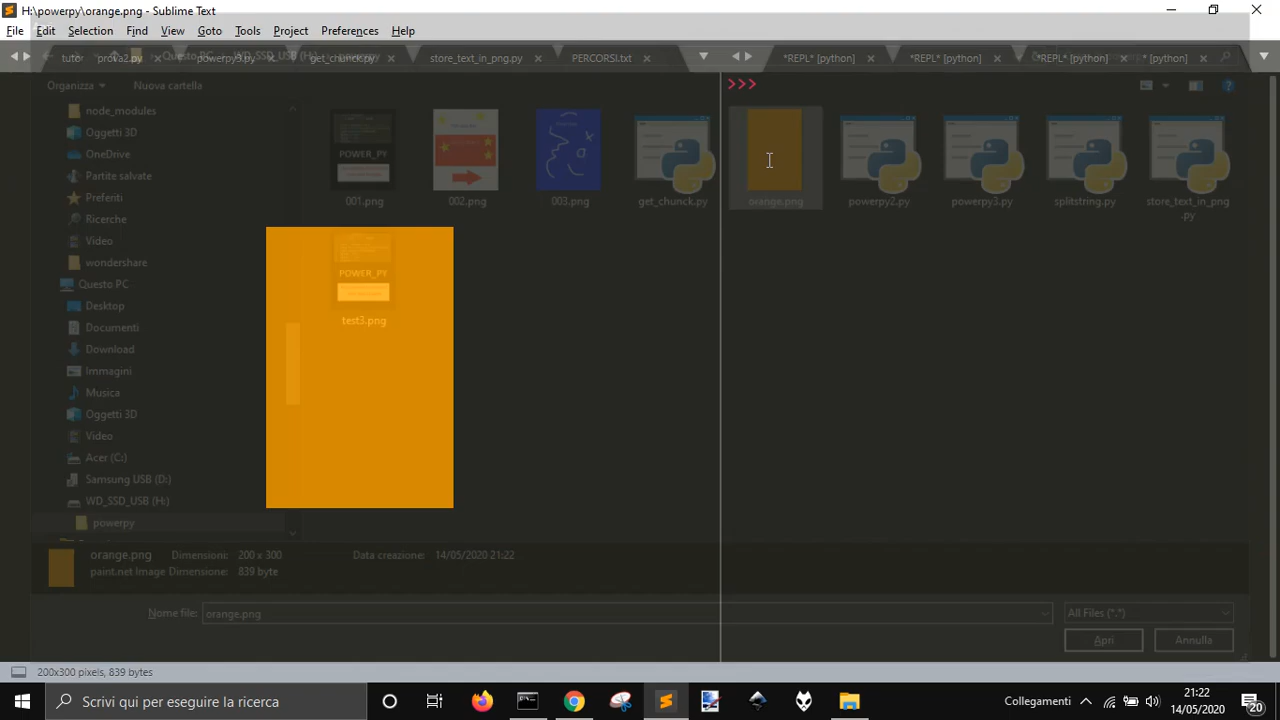 H:\powerpy\orange.png - Sublime Text
File Edit Selection View Goto Tools Project Preferences Help
tutor prova2.py powerpy3.py get_chunck.py store_text_in_png.py PERCORSI.txt *REPL* [python] *REPL* [python] *REPL* [python] *[python]
Questo PC WD_SSD_USB (H:) powerpy
Organizza Nuova cartella
>>>
node_modules
Oggetti 3D
OneDrive
Partite salvate
Preferiti
Ricerche
Video
wondershare
Questo PC
Desktop
Documenti
Download
Immagini
Musica
Oggetti 3D
Video
Acer (C:)
Samsung USB (D:)
WD_SSD_USB (H:)
powerpy
POWER_PY
001.png 002.png 003.png get_chunck.py orange.png powerpy2.py powerpy3.py splitstring.py store_text_in_png
.py
POWER_PY
test3.png
orange.png Dimensioni: 200 x 300 Data creazione: 14/05/2020 21:22
paint.net Image Dimensione: 839 byte
Nome file: orange.png All Files (*.*)
Apri Annulla
200x300 pixels, 839 bytes
Scrivi qui per eseguire la ricerca
Collegamenti
21:22
14/05/2020
20